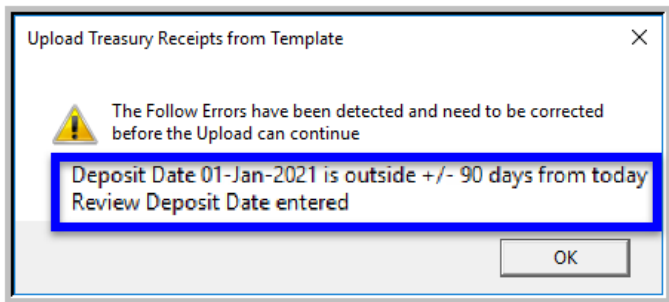 Upload Treasury Receipts from Template
The Follow Errors have been detected and need to be corrected
before the Upload can continue
Deposit Date 01-Jan-2021 is outside +/- 90 days from today
Review Deposit Date entered
OK